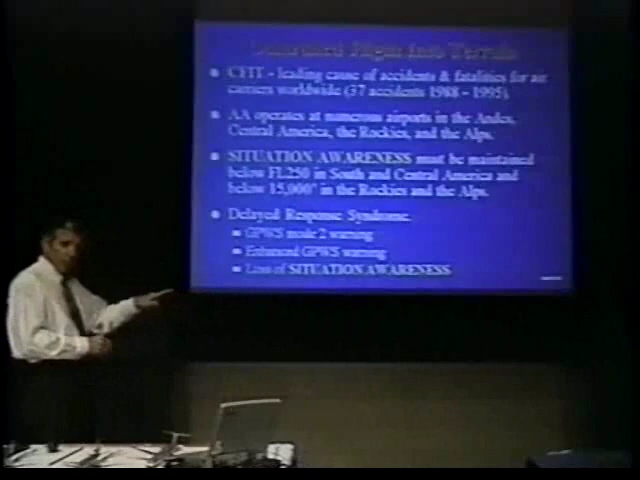 Controlled Flight Into Terrain
CFIT - leading cause of accidents & fatalities for air
carriers worldwide (37 accidents 1988 - 1995).
AA operates at numerous airports in the Andes,
Central America, the Rockies, and the Alps.
SITUATION AWARENESS must be maintained
below FL250 in South and Central America and
below 15,000' in the Rockies and the Alps.
Delayed Response Syndrome.
GPWS mode 2 warning
Enhanced GPWS warning
Loss of SITUATION AWARENESS